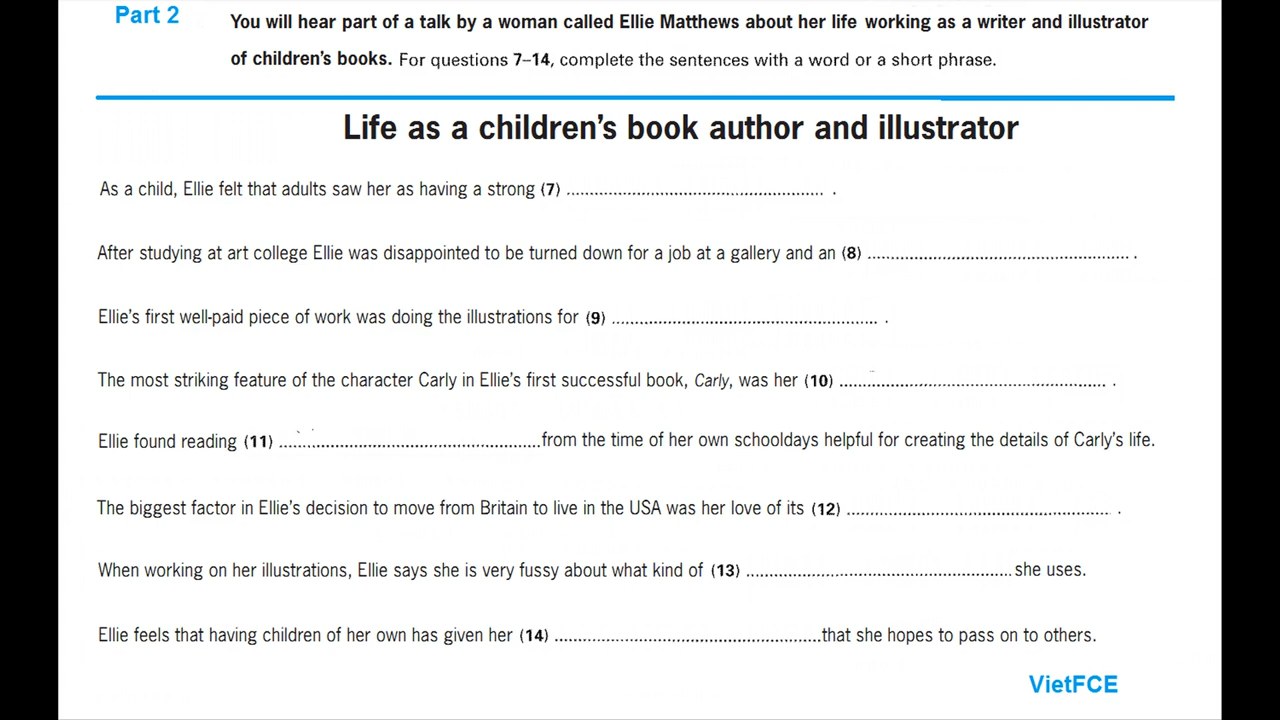 Part 2
You will hear part of a talk by a woman called Ellie Matthews about her life working as a writer and illustrator
of children's books. For questions 7–14, complete the sentences with a word or a short phrase.
Life as a children's book author and illustrator
As a child, Ellie felt that adults saw her as having a strong (7) .................................................... .
After studying at art college Ellie was disappointed to be turned down for a job at a gallery and an (8) .................................................... .
Ellie's first well-paid piece of work was doing the illustrations for (9) .................................................... .
The most striking feature of the character Carly in Ellie's first successful book, Carly, was her (10) .................................................... .
Ellie found reading (11) .................................................... from the time of her own schooldays helpful for creating the details of Carly's life.
The biggest factor in Ellie's decision to move from Britain to live in the USA was her love of its (12) .................................................... .
When working on her illustrations, Ellie says she is very fussy about what kind of (13) .................................................... she uses.
Ellie feels that having children of her own has given her (14) .................................................... that she hopes to pass on to others.
VietFCE